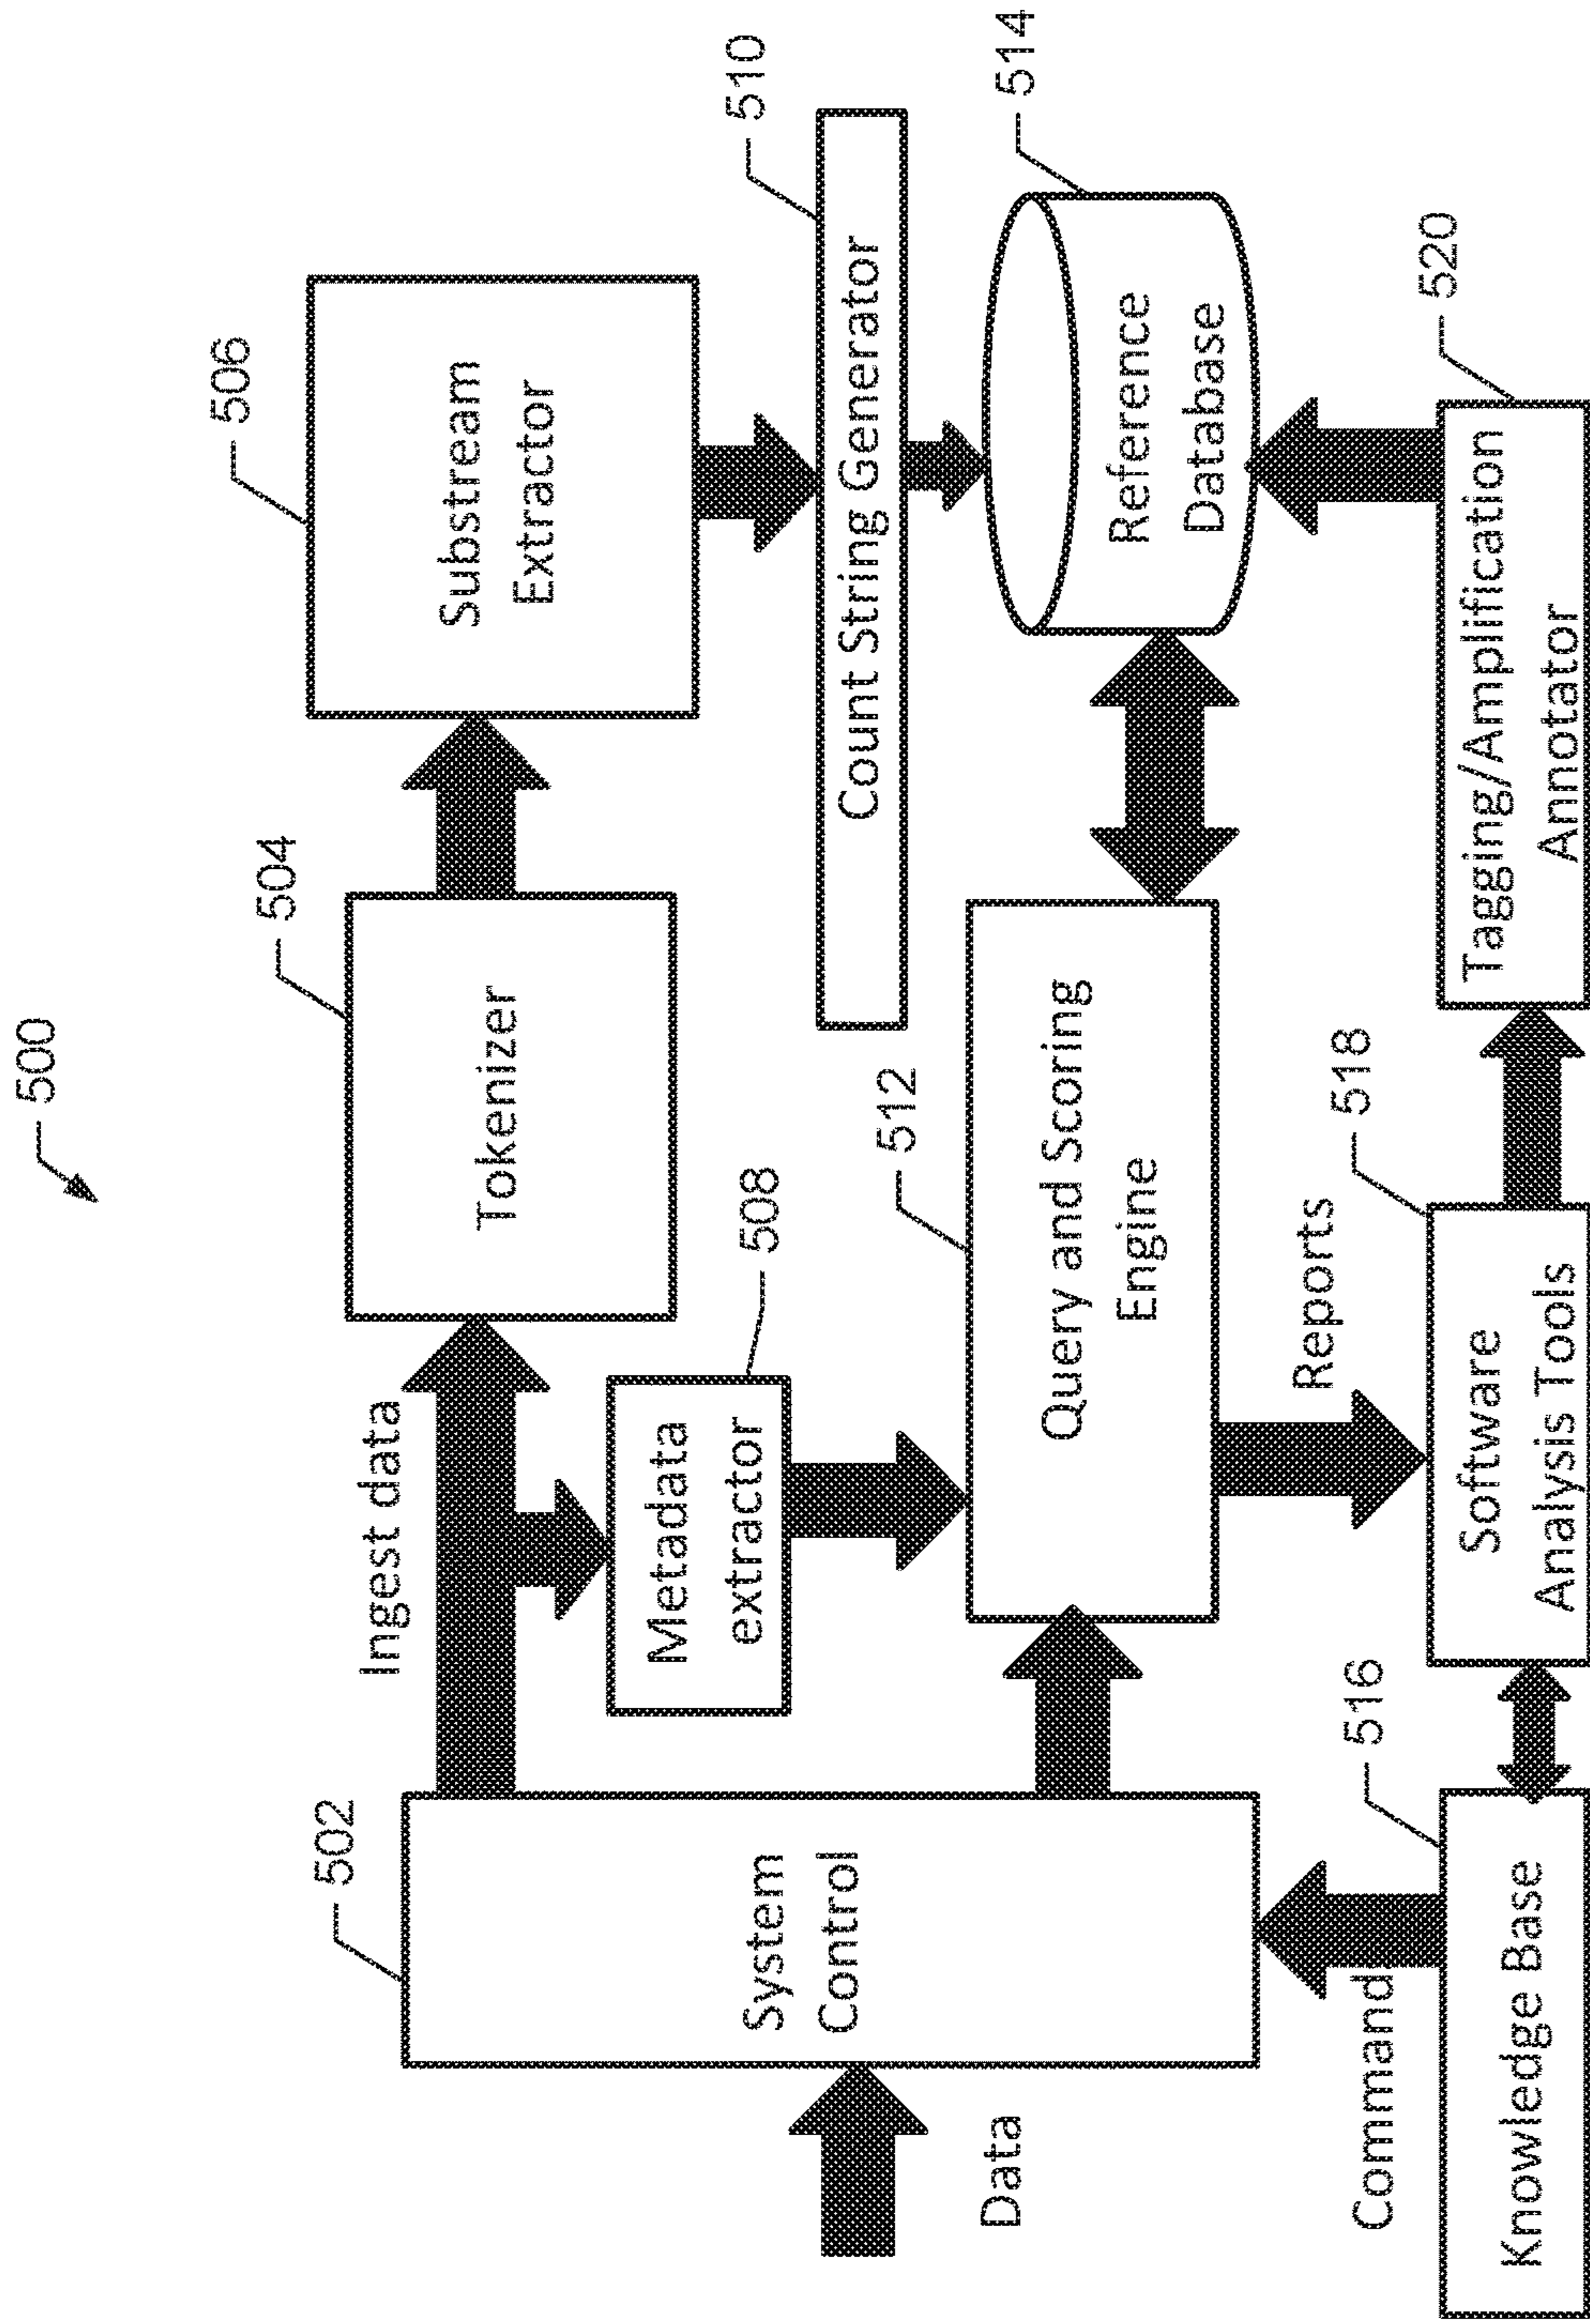 500
506
504
502
Substream
Extractor
Tokenizer
Ingest data
510
508
Metadata
extractor
Count String Generator
System
Control
Data
512
514
Query and Scoring
Engine
Reference
Database
Reports
Command
516
518
520
Knowledge Base
Software
Analysis Tools
Tagging/Amplification
Annotator